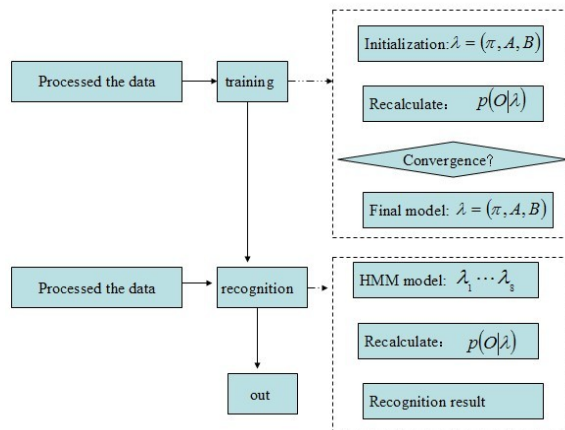 Initialization: λ = (π, A, B)
Processed the data
training
Recalculate: p(O|λ)
Convergence?
Final model: λ = (π, A, B)
Processed the data
recognition
HMM model: λ₁ ⋯ λ₈
Recalculate: p(O|λ)
out
Recognition result